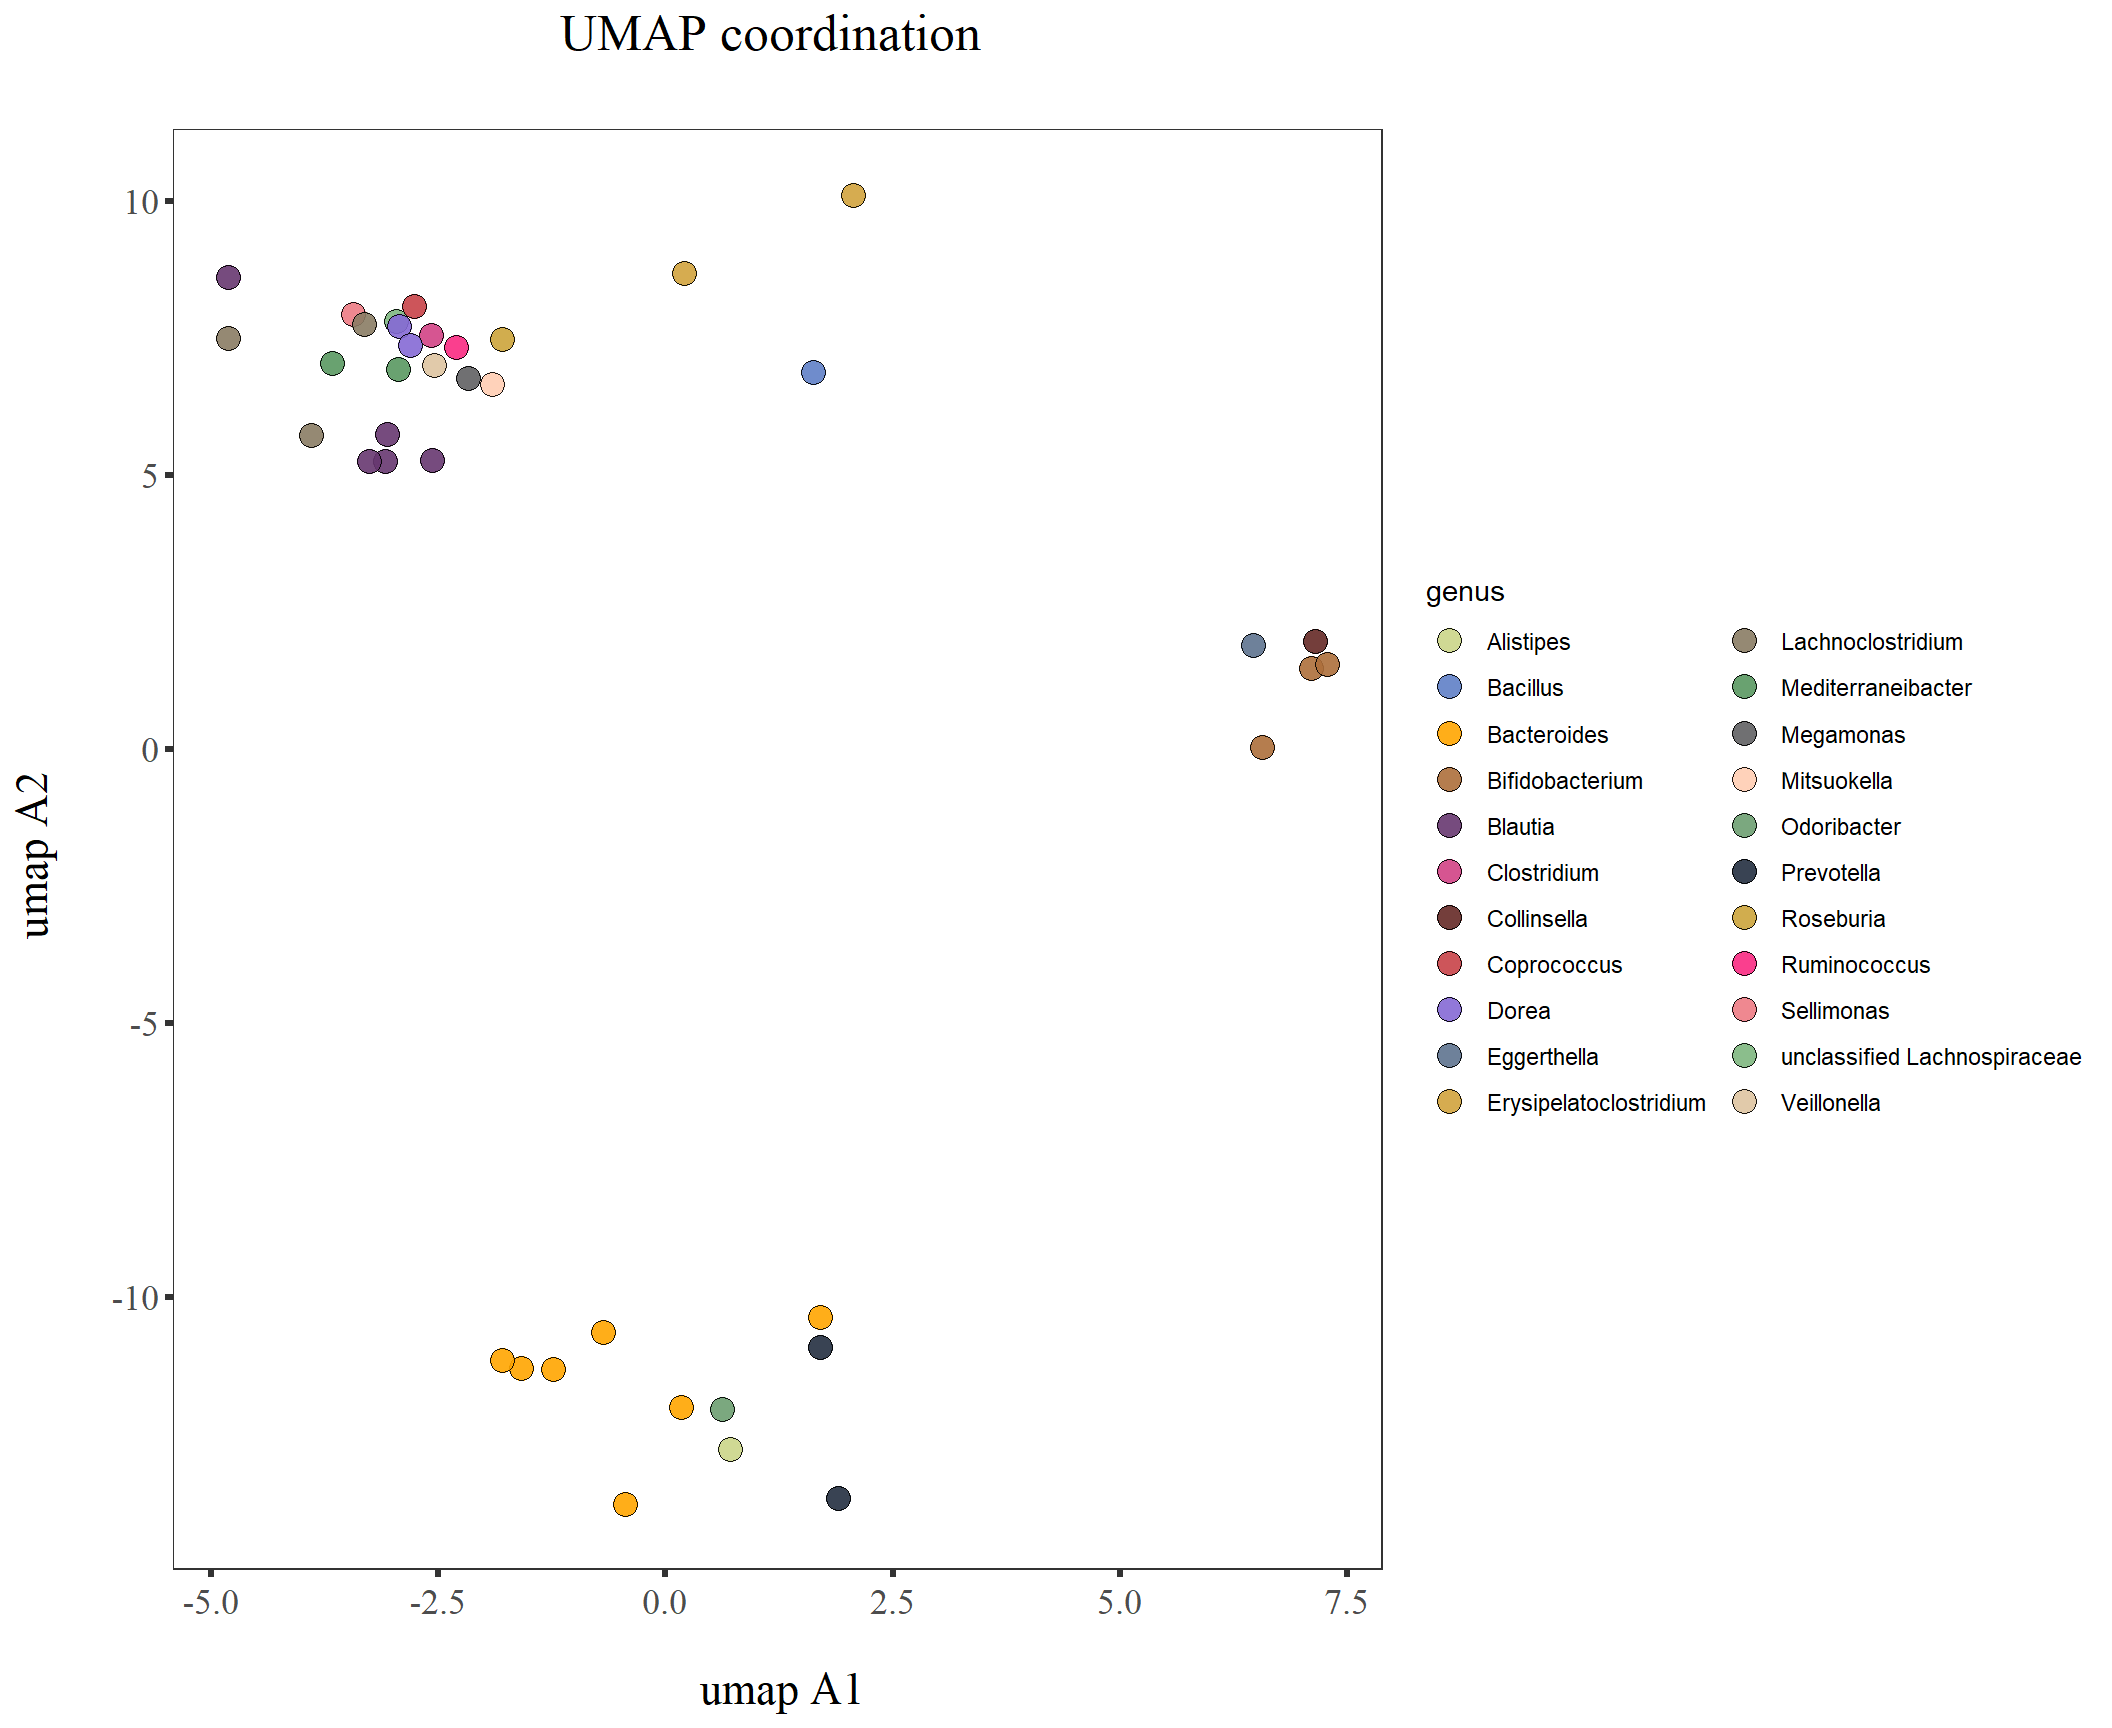 UMAP coordination
10
5
0
-5
-10
umap A2
-5.0 -2.5 0.0 2.5 5.0 7.5
umap A1
genus
Alistipes
Bacillus
Bacteroides
Bifidobacterium
Blautia
Clostridium
Collinsella
Coprococcus
Dorea
Eggerthella
Erysipelatoclostridium
Lachnoclostridium
Mediterraneibacter
Megamonas
Mitsuokella
Odoribacter
Prevotella
Roseburia
Ruminococcus
Sellimonas
unclassified Lachnospiraceae
Veillonella